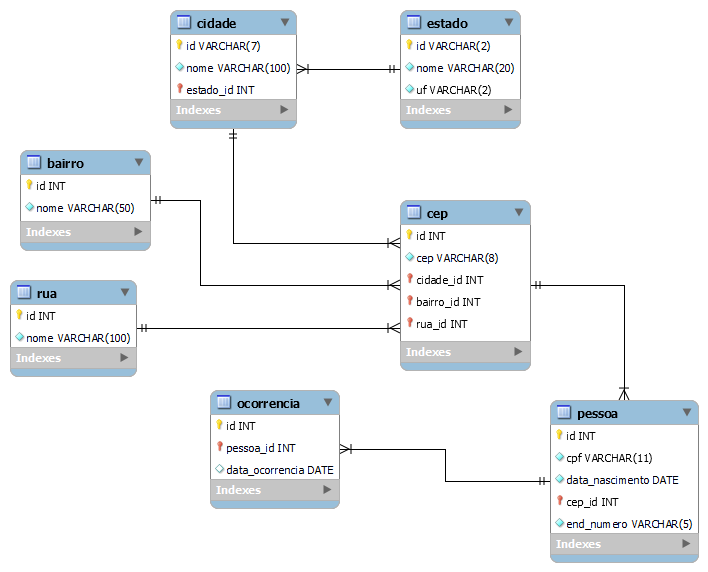 cidade
id VARCHAR(7)
nome VARCHAR(100)
estado_id INT
Indexes
estado
id VARCHAR(2)
nome VARCHAR(20)
uf VARCHAR(2)
Indexes
bairro
id INT
nome VARCHAR(50)
Indexes
cep
id INT
cep VARCHAR(8)
cidade_id INT
bairro_id INT
rua_id INT
Indexes
rua
id INT
nome VARCHAR(100)
Indexes
ocorrencia
id INT
pessoa_id INT
data_ocorrencia DATE
Indexes
pessoa
id INT
cpf VARCHAR(11)
data_nascimento DATE
cep_id INT
end_numero VARCHAR(5)
Indexes